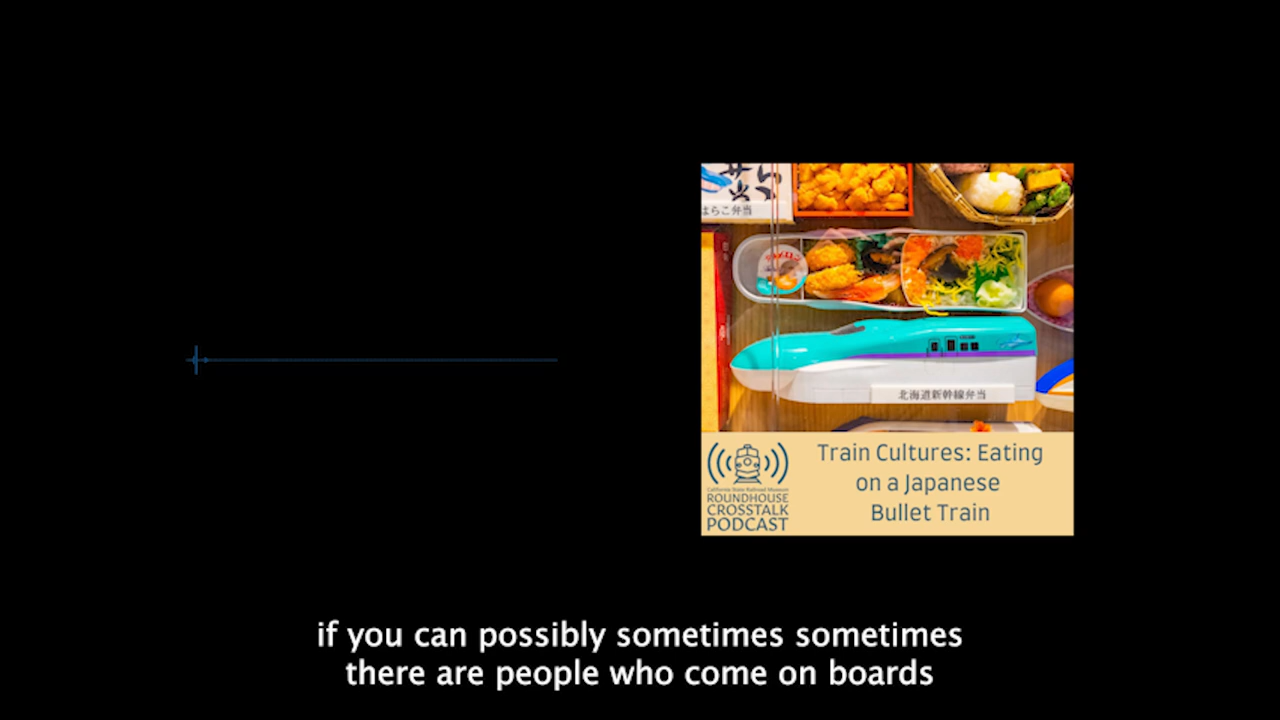 はらこ弁当
北海道新幹線弁当
California State Railroad Museum
ROUNDHOUSE
CROSSTALK
PODCAST
Train Cultures: Eating
on a Japanese
Bullet Train
if you can possibly sometimes sometimes
there are people who come on boards